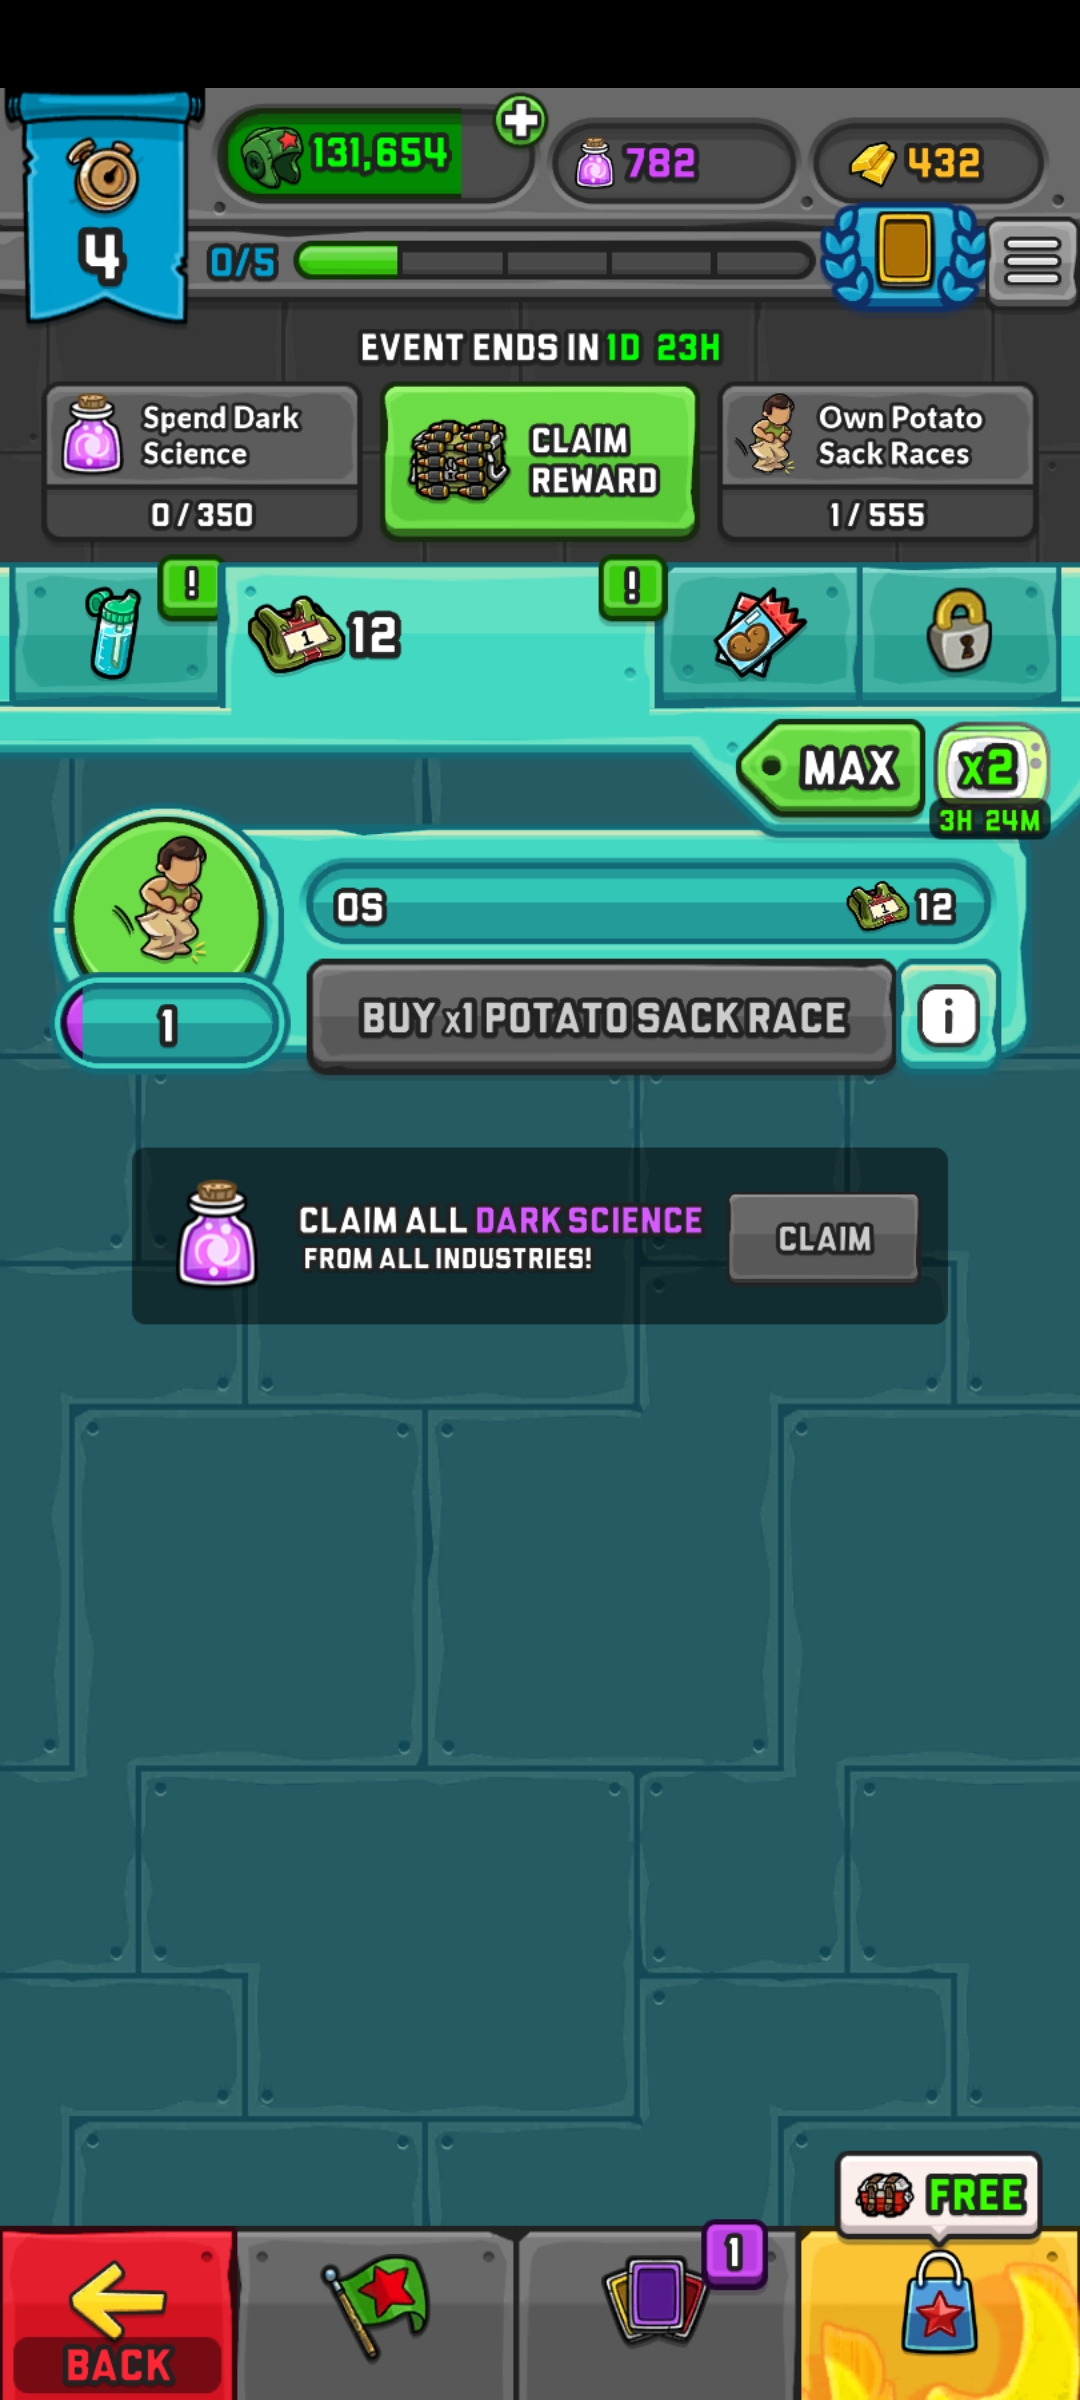 131,654
782
432
4
0/5
EVENT ENDS IN 1D 23H
Spend Dark
Science
0 / 350
CLAIM
REWARD
Own Potato
Sack Races
1 / 555
!
1
12
!
MAX
x2
3H 24M
0S
1
12
1
BUY x1 POTATO SACK RACE
i
CLAIM ALL DARK SCIENCE
FROM ALL INDUSTRIES!
CLAIM
FREE
1
BACK